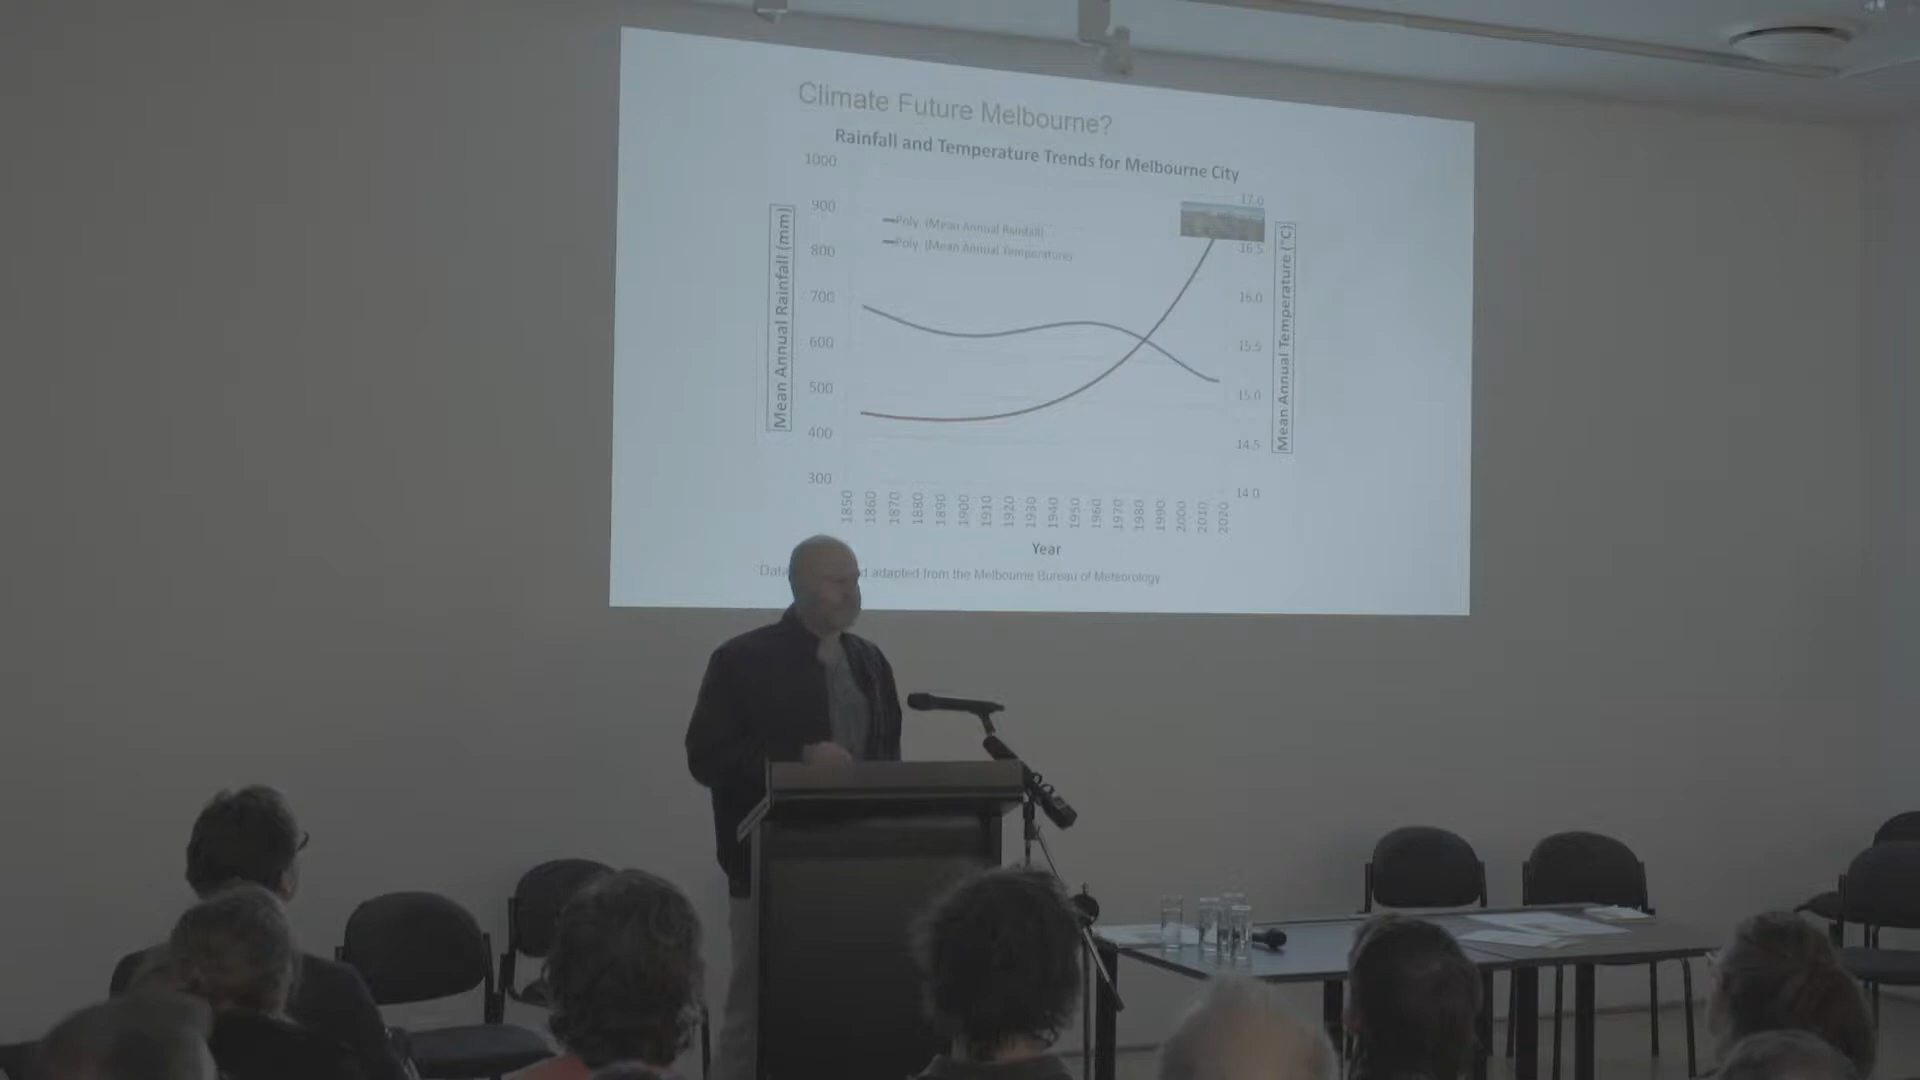 Climate Future Melbourne?
Rainfall and Temperature Trends for Melbourne City
1000
900
800
700
600
500
400
300
Mean Annual Rainfall (mm)
Poly. (Mean Annual Rainfall)
Poly. (Mean Annual Temperature)
17.0
16.5
16.0
15.5
15.0
14.5
14.0
Mean Annual Temperature (°C)
1850 1860 1870 1880 1890 1900 1910 1920 1930 1940 1950 1960 1970 1980 1990 2000 2010 2020
Year
Data adapted from the Melbourne Bureau of Meteorology